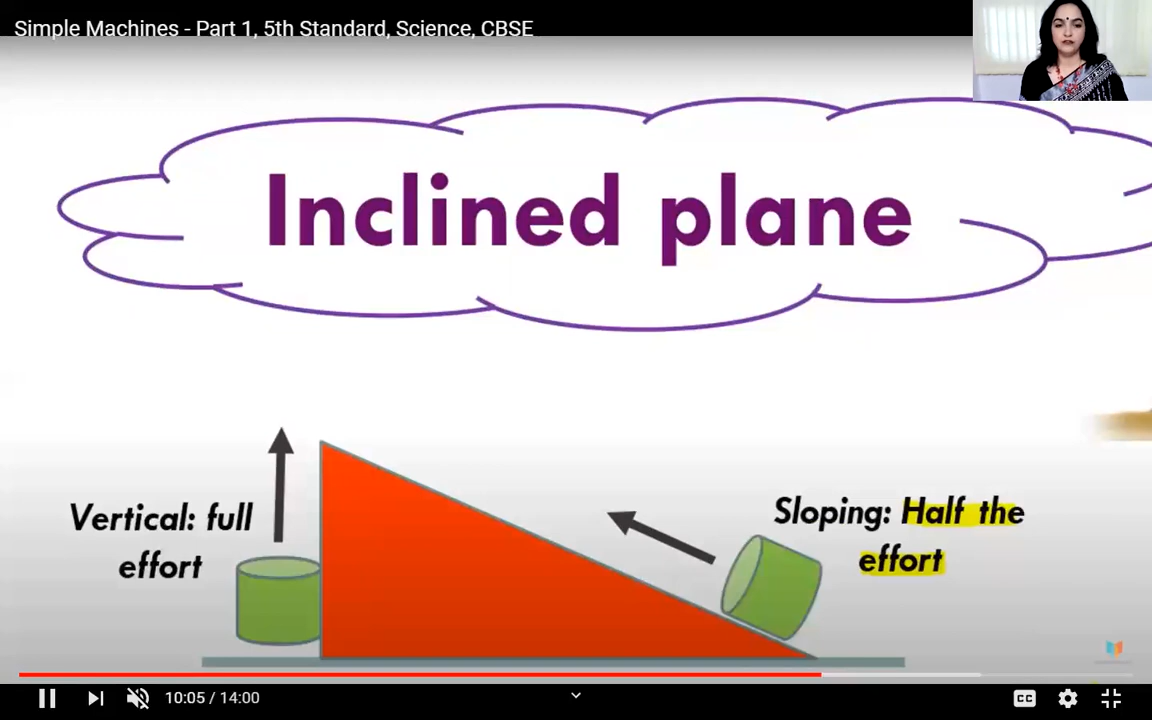 Simple Machines - Part 1, 5th Standard, Science, CBSE
Inclined plane
Vertical: full
effort
Sloping: Half the
effort
10:05 / 14:00
CC